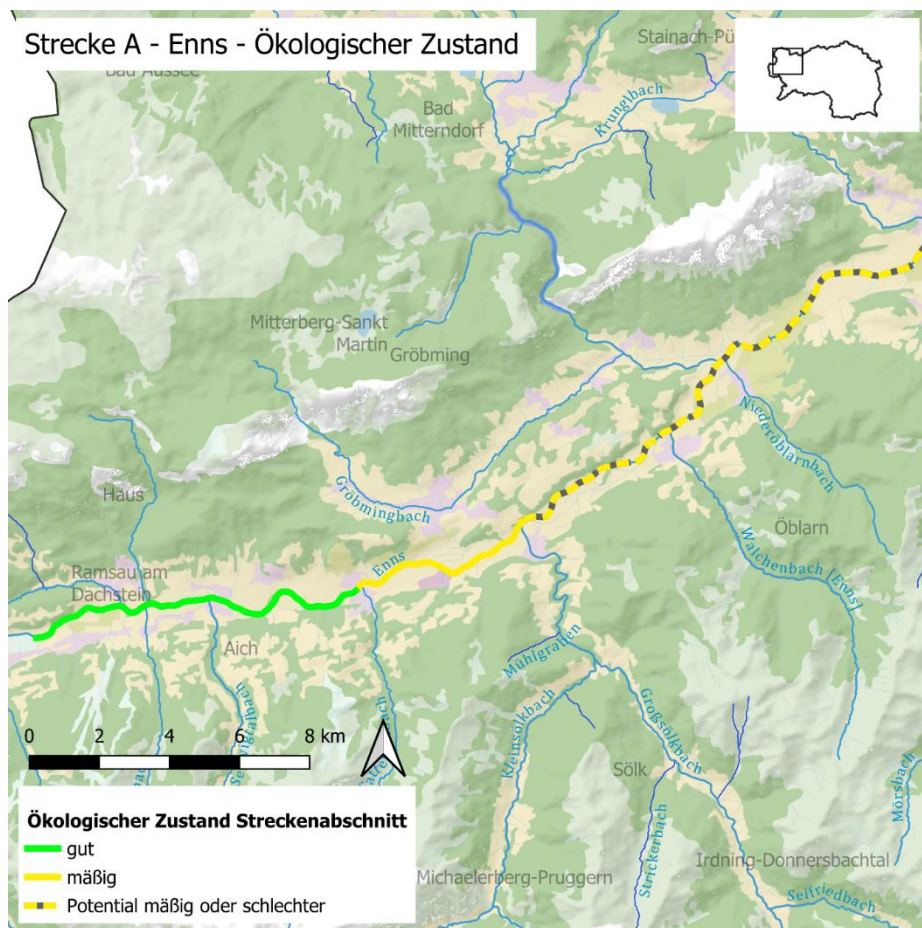 Strecke A - Enns - Ökologischer Zustand
Stainach-Pü
Bad Aussee
Krunglbach
Bad
Mitterndorf
Mitterberg-Sankt
Martin
Gröbming
Niederöblarnbach
Gröbmingbach
Haus
Öblarn
Walchenbach (Enns)
Enns
Ramsau am
Dachstein
Aich
Mühlgraben
Großsölkbach
Kleinsölkbach
Sölk
Mörsbach
Strickerbach
Irdning-Donnersbachtal
Michaelerberg-Pruggern
Seifriedbach
0 2 4 6 8 km
Ökologischer Zustand Streckenabschnitt
gut
mäßig
Potential mäßig oder schlechter